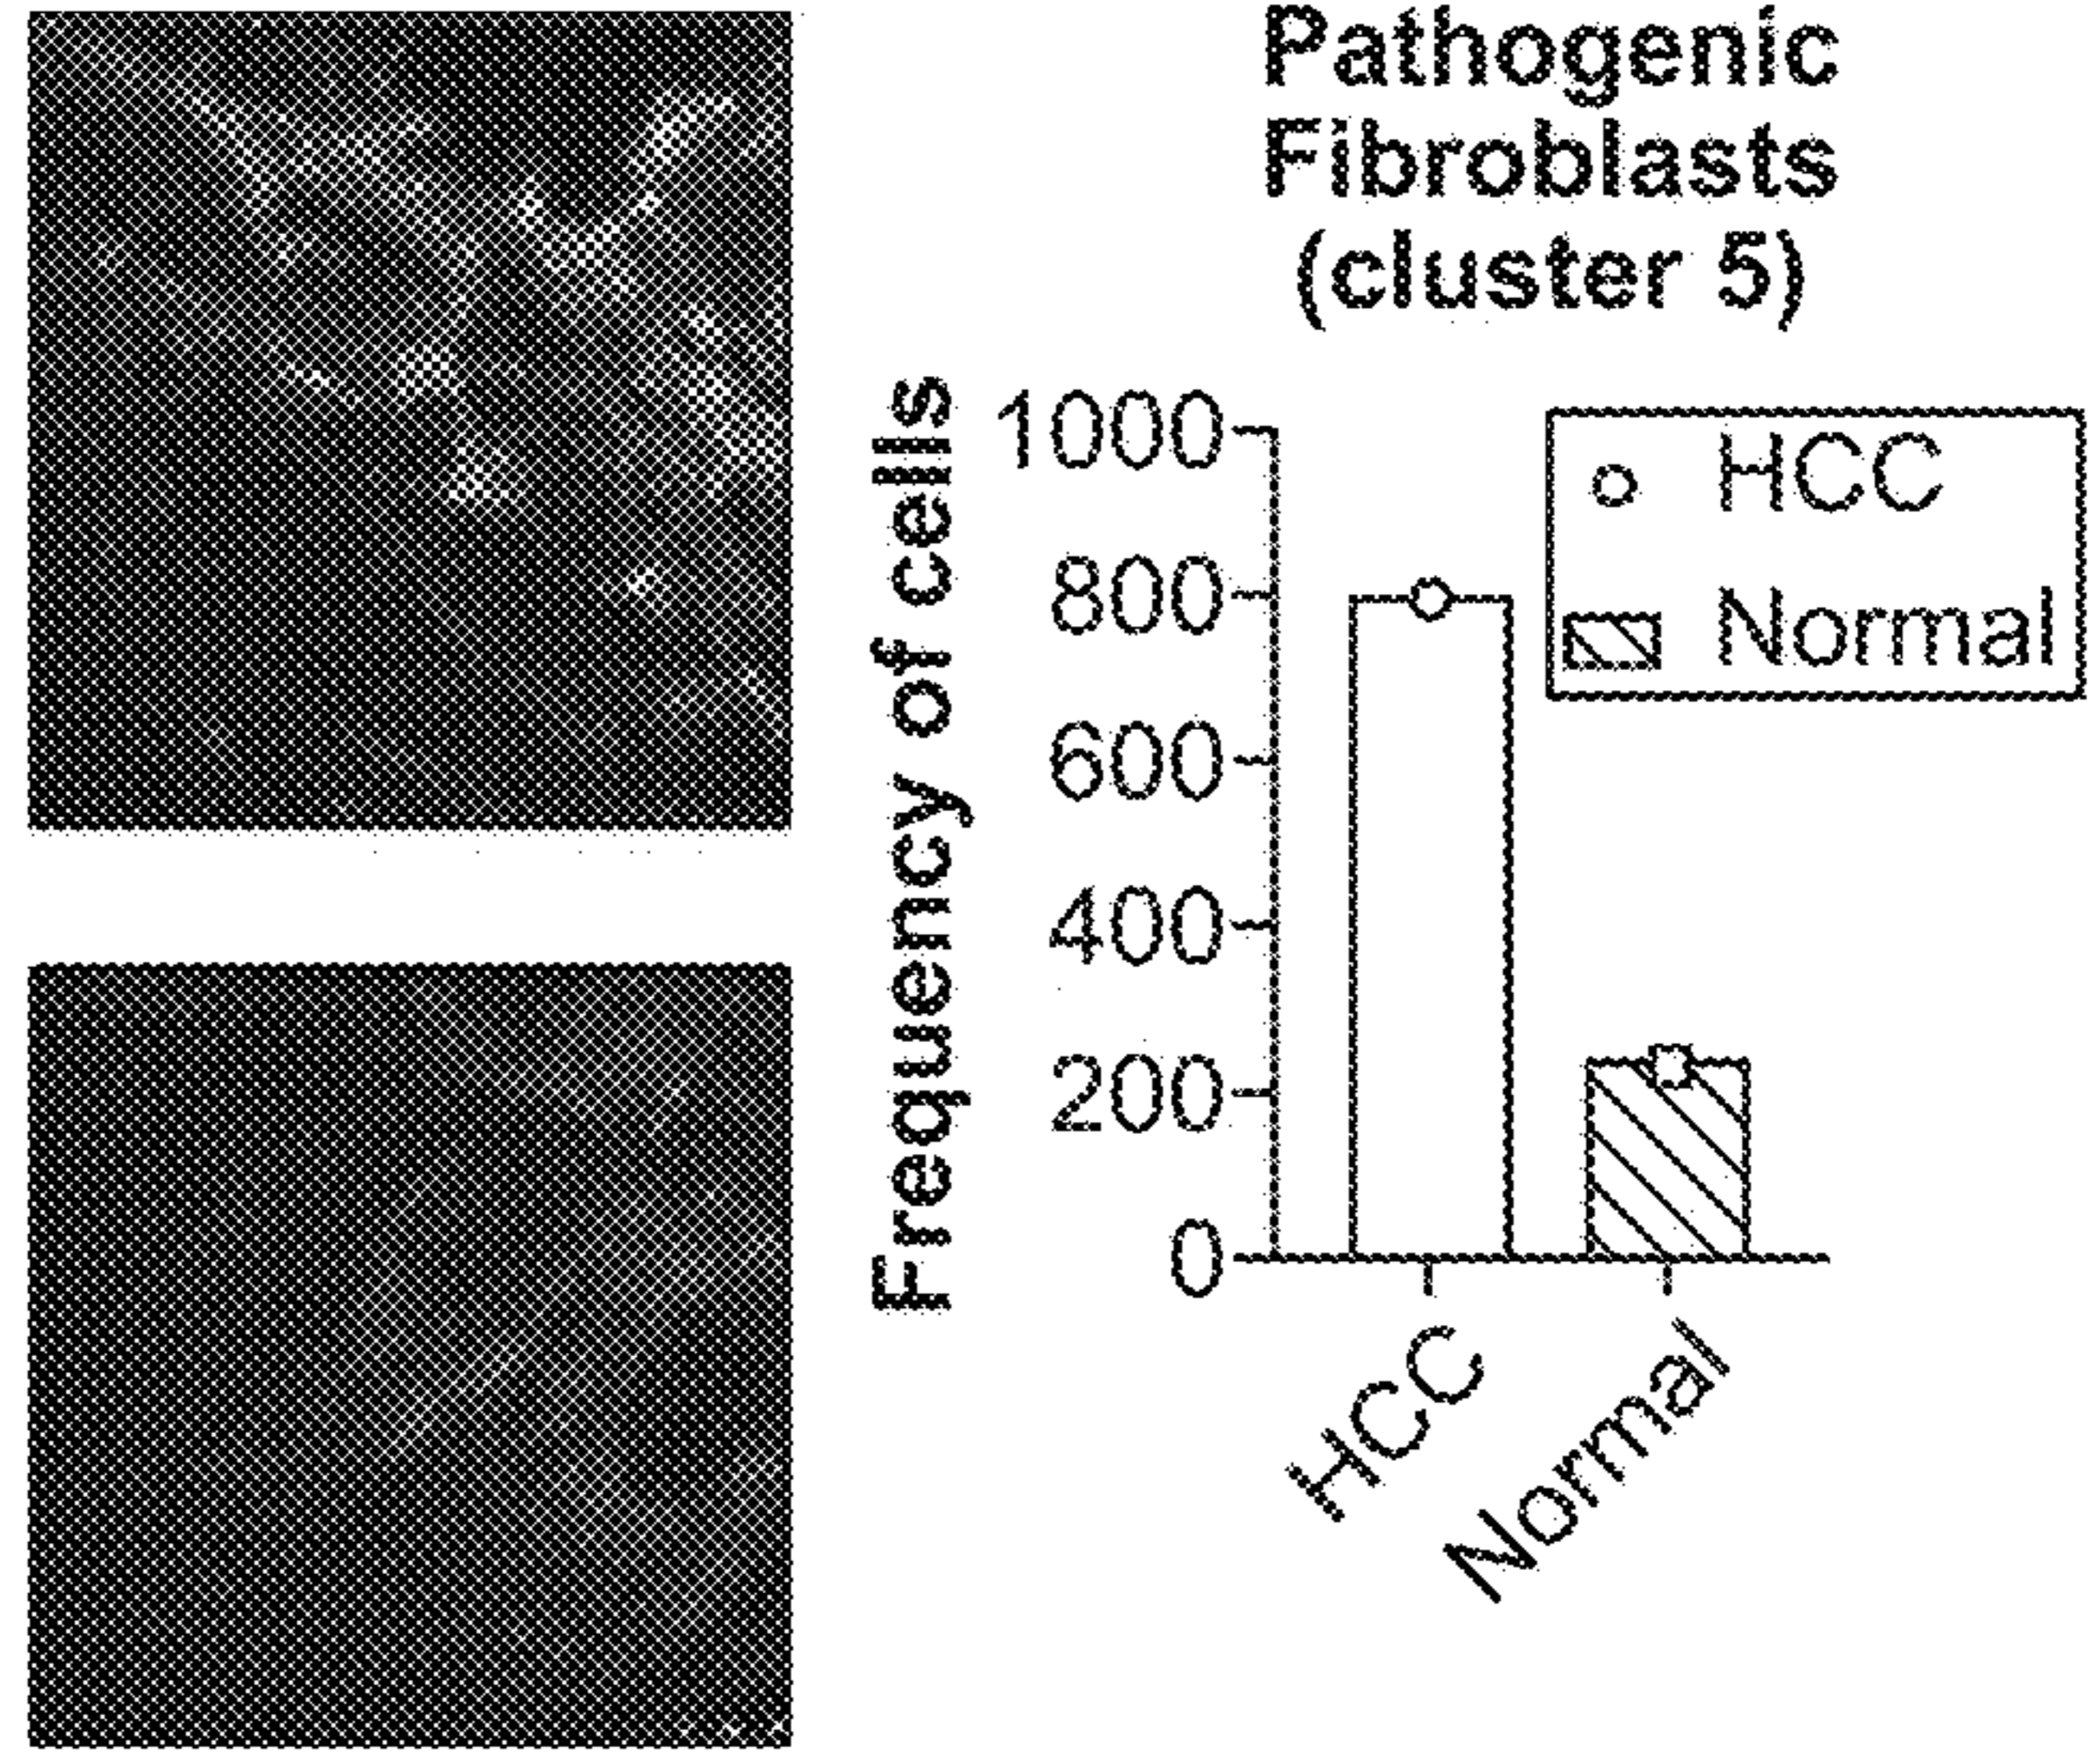 Pathogenic
Fibroblasts
(cluster 5)
Frequency of cells
1000
800
600
400
200
0
HCC
Normal
HCC
Normal